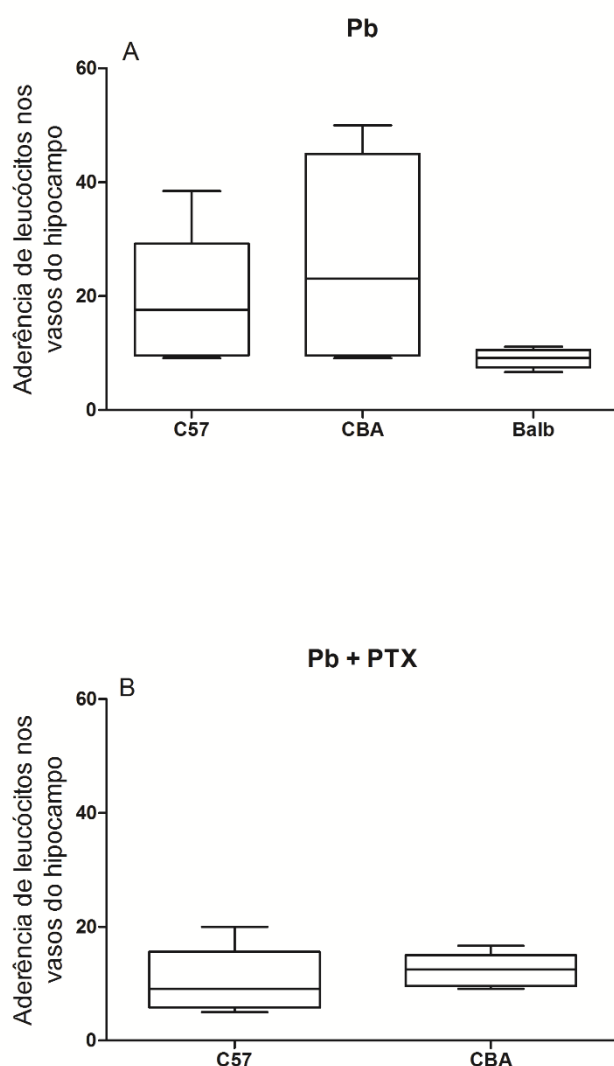 Pb
A
Aderência de leucócitos nos
vasos do hipocampo
60
40
20
0
C57 CBA Balb
Pb + PTX
B
Aderência de leucócitos nos
vasos do hipocampo
60
40
20
0
C57 CBA